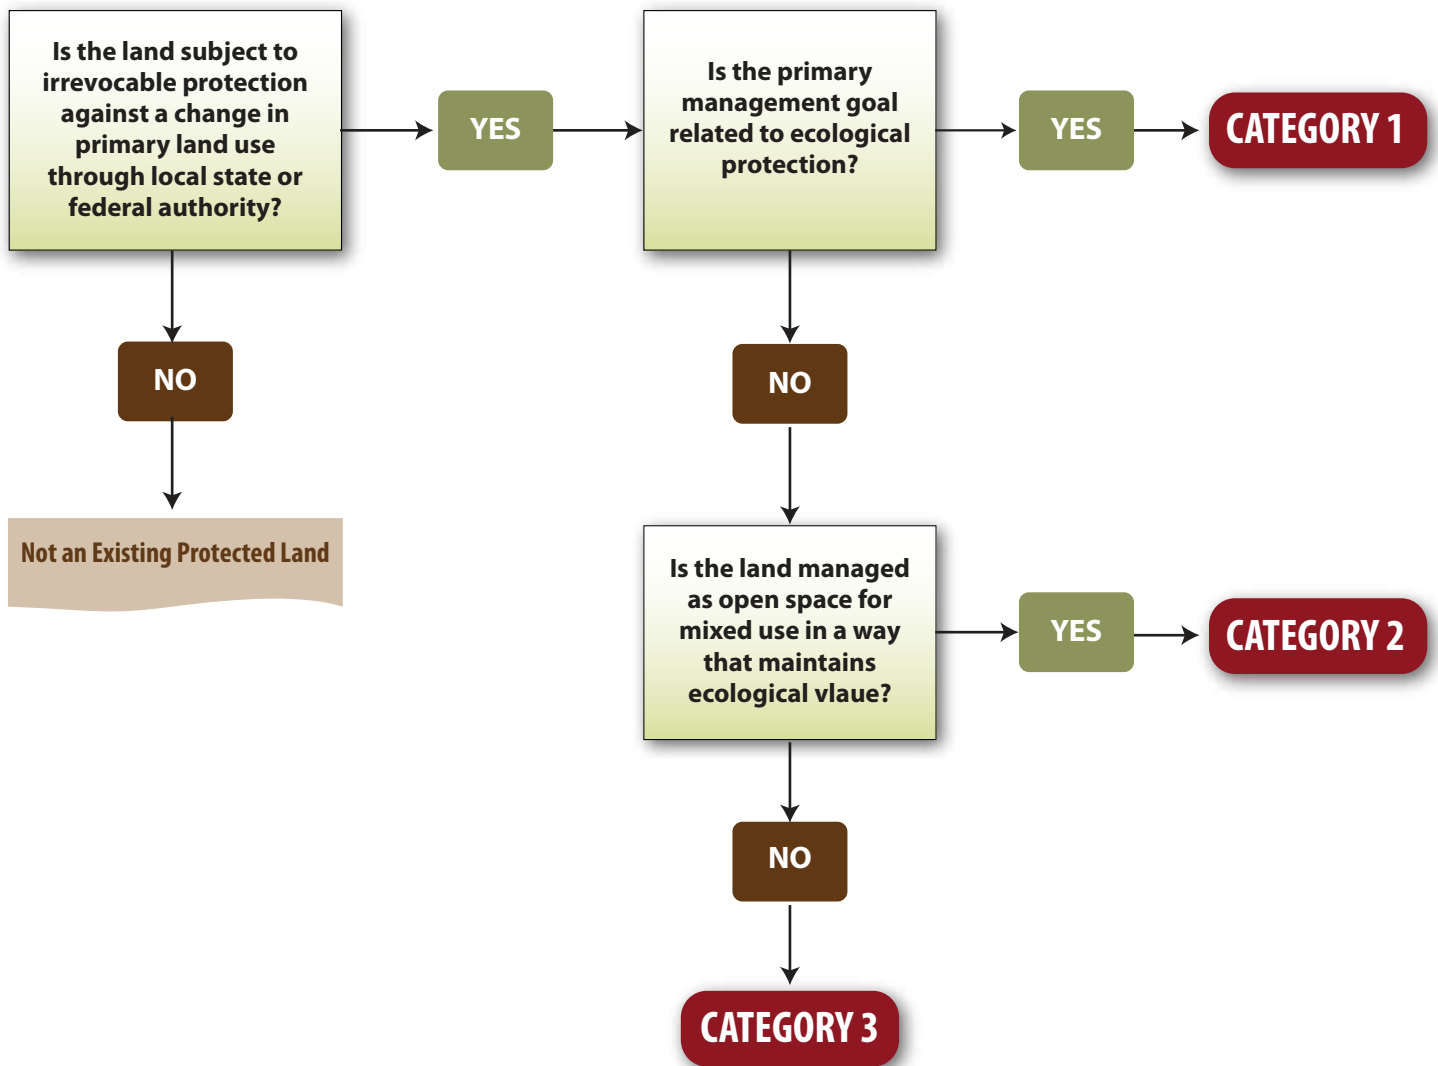 Is the land subject to
irrevocable protection
against a change in
primary land use
through local state or
federal authority?
YES
Is the primary
management goal
related to ecological
protection?
YES
CATEGORY 1
NO
Not an Existing Protected Land
NO
Is the land managed
as open space for
mixed use in a way
that maintains
ecological vlaue?
YES
CATEGORY 2
NO
CATEGORY 3